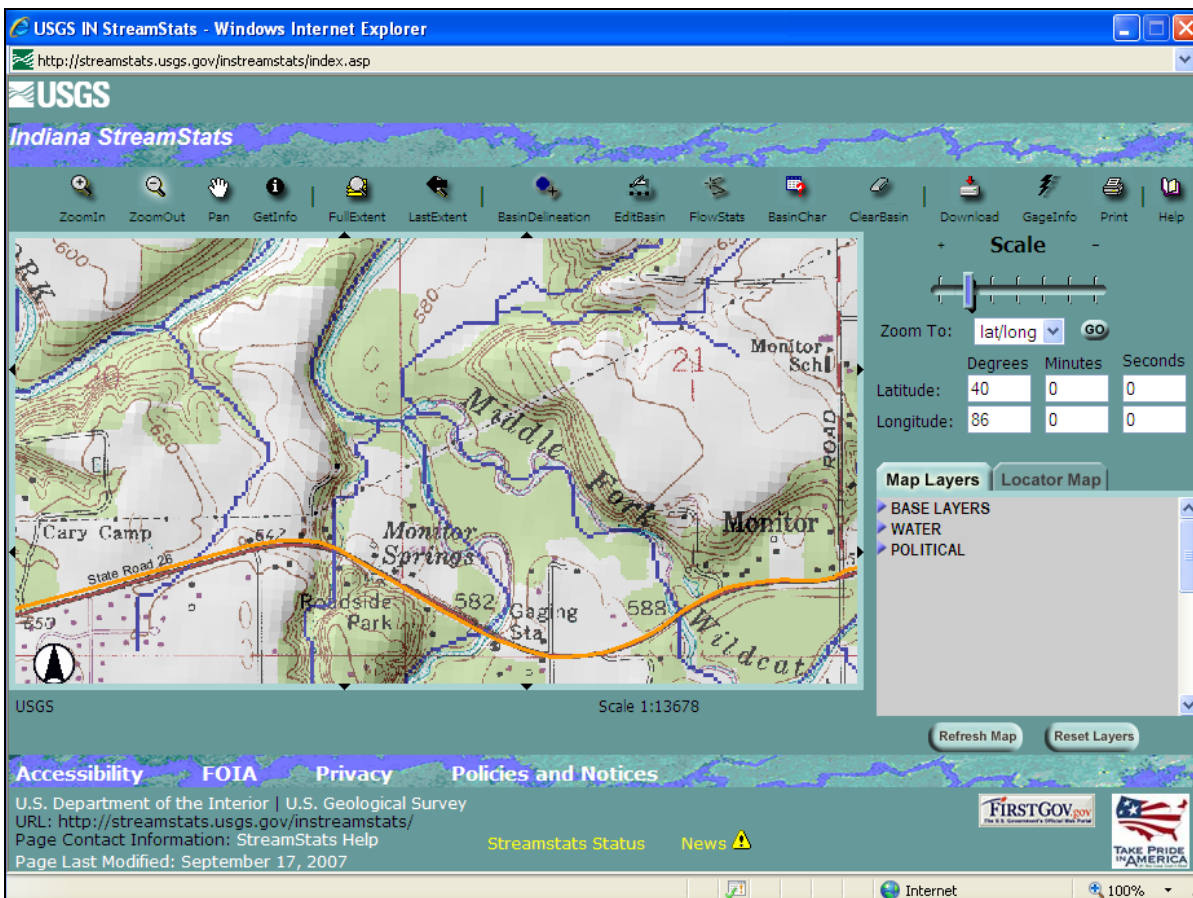 USGS IN StreamStats - Windows Internet Explorer
http://streamstats.usgs.gov/instreamstats/index.asp
USGS
Indiana StreamStats
ZoomIn ZoomOut Pan GetInfo FullExtent LastExtent BasinDelineation EditBasin FlowStats BasinChar ClearBasin Download GageInfo Print Help
600
RK
580
650
21
Monitor
Schl
Middle
Fork
ROAD
Cary Camp
State Road 26
Monitor
Springs
Monitor
Roadside
Park
582
Gaging
Sta
588
Wildcat
+ Scale -
Zoom To: lat/long GO
Degrees Minutes Seconds
Latitude: 40 0 0
Longitude: 86 0 0
Map Layers Locator Map
BASE LAYERS
WATER
POLITICAL
USGS Scale 1:13678
Refresh Map Reset Layers
Accessibility FOIA Privacy Policies and Notices
U.S. Department of the Interior | U.S. Geological Survey
URL: http://streamstats.usgs.gov/instreamstats/
Page Contact Information: StreamStats Help
Page Last Modified: September 17, 2007
Streamstats Status News
FIRSTGOV.gov
TAKE PRIDE
IN AMERICA
Internet 100%